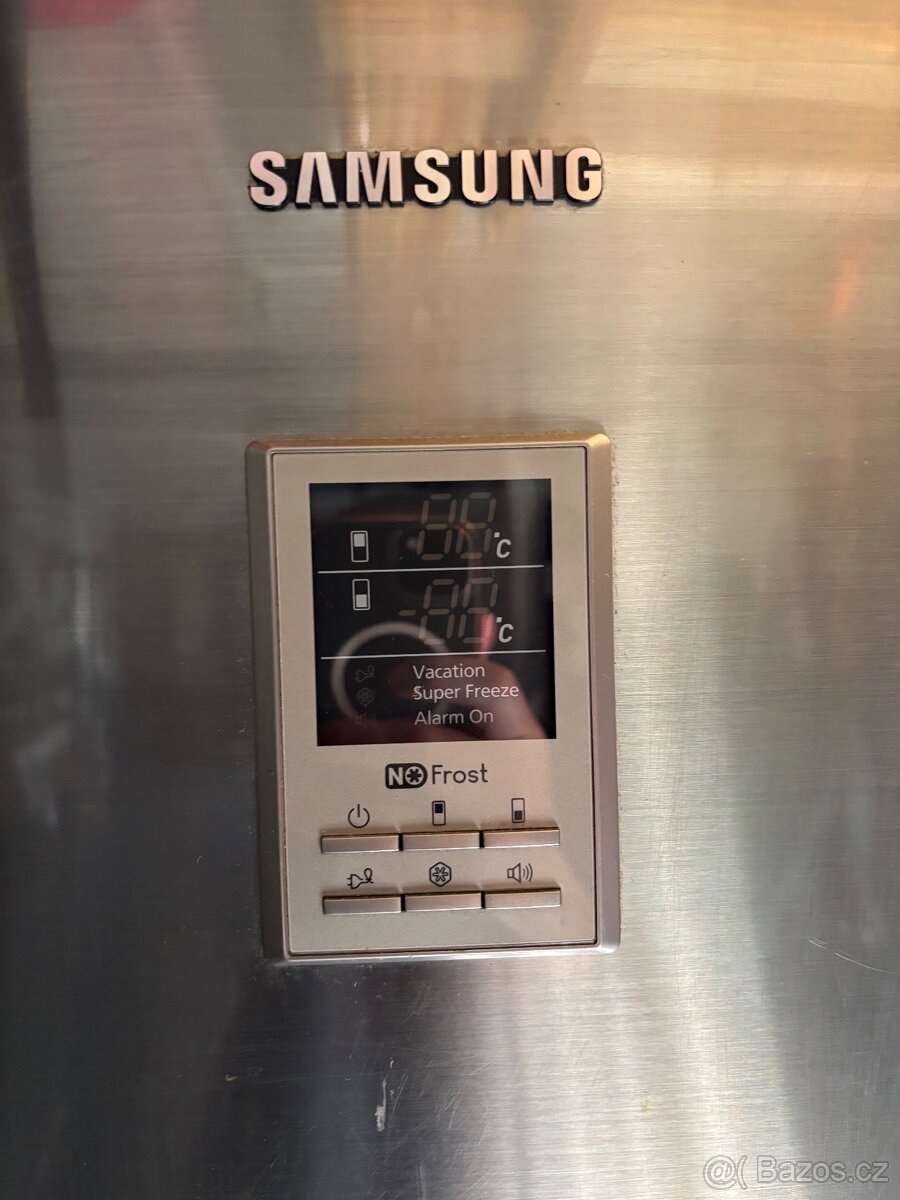 SAMSUNG
88°C
-88°C
Vacation
Super Freeze
Alarm On
NO Frost
@( Bazos.cz